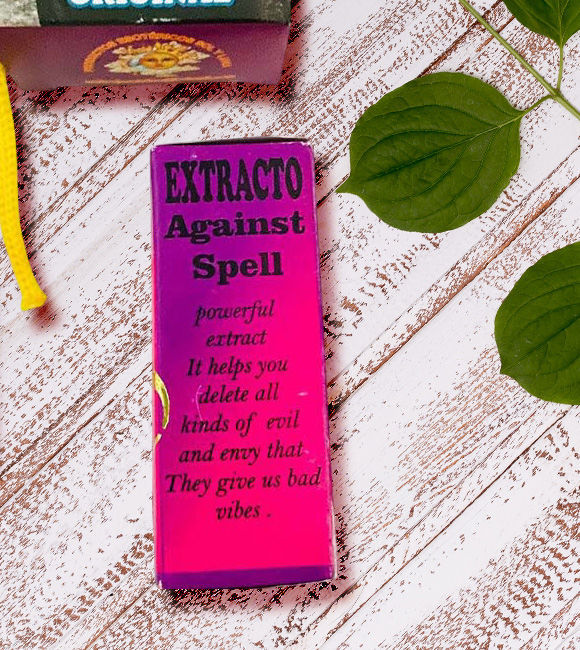 ORIGINAL
EXTRACTO
Against
Spell
powerful
extract
It helps you
delete all
kinds of evil
and envy that
They give us bad
vibes .